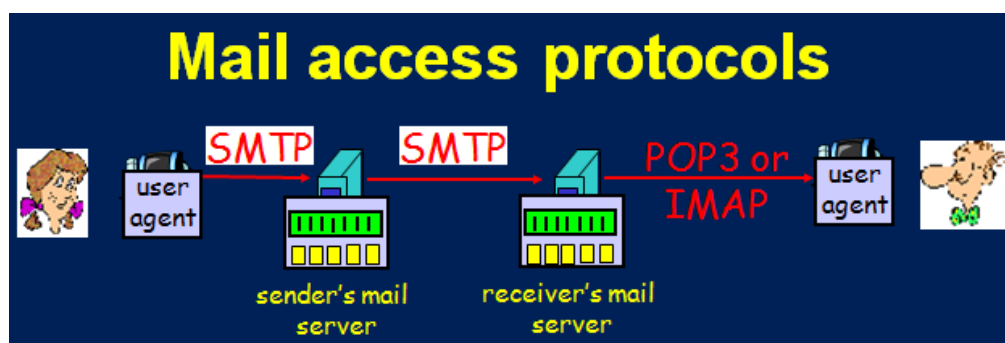 Mail access protocols
SMTP
SMTP
POP3 or
IMAP
user
agent
user
agent
sender's mail
server
receiver's mail
server